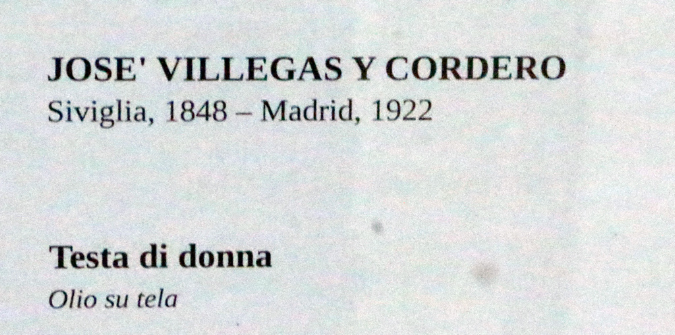 JOSE' VILLEGAS Y CORDERO
Siviglia, 1848 – Madrid, 1922
Testa di donna
Olio su tela